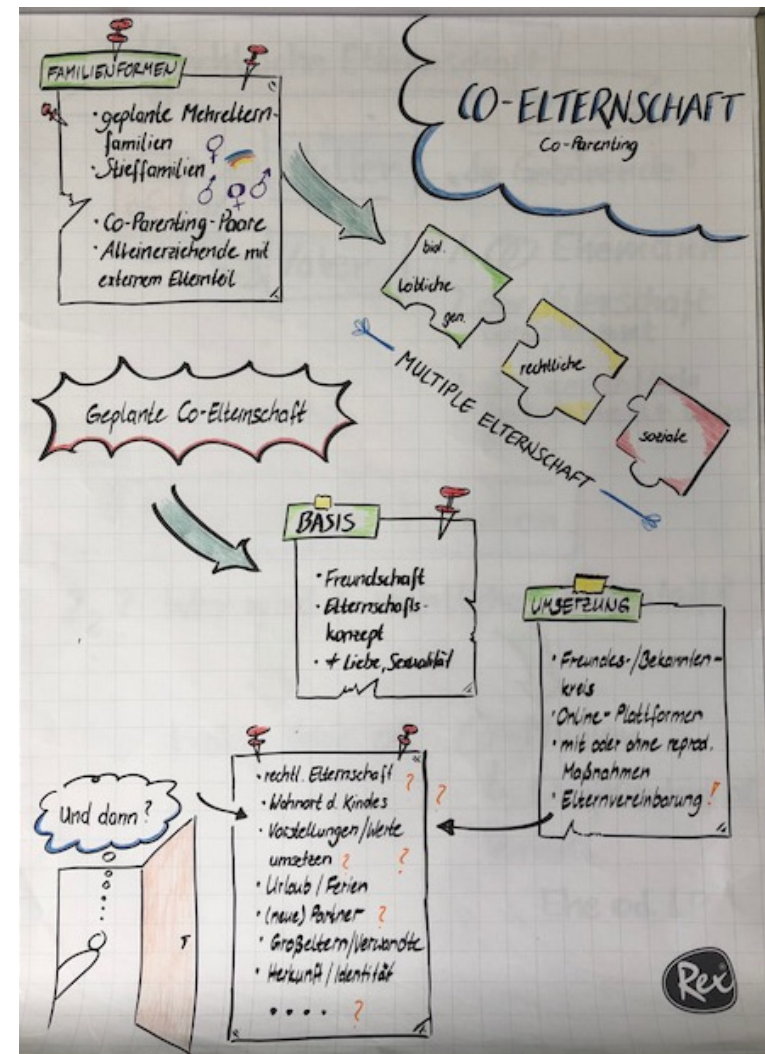 CO-ELTERNSCHAFT
Co-Parenting
FAMILIENFORMEN
• geplante Mehreltern-
familien
• Stieffamilien
• Co-Parenting-Paare
• Alleinerziehende mit
externem Elternteil
biol.
leibliche
gen.
rechtliche
soziale
MULTIPLE ELTERNSCHAFT
Geplante Co-Elternschaft
BASIS
• Freundschaft
• Elternschafts-
konzept
• + Liebe, Sexualität
UMSETZUNG
• Freundes-/Bekannten-
kreis
• Online-Plattformen
• mit oder ohne reprod.
Maßnahmen
• Elternvereinbarung!
Und dann?
• rechtl. Elternschaft ?
• Wohnort d. Kindes ?
• Vorstellungen/Werte
umsetzen ? ?
• Urlaub / Ferien
• (neue) Partner ?
• Großeltern/Verwandte
• Herkunft / Identität
• • • • ?
Rex